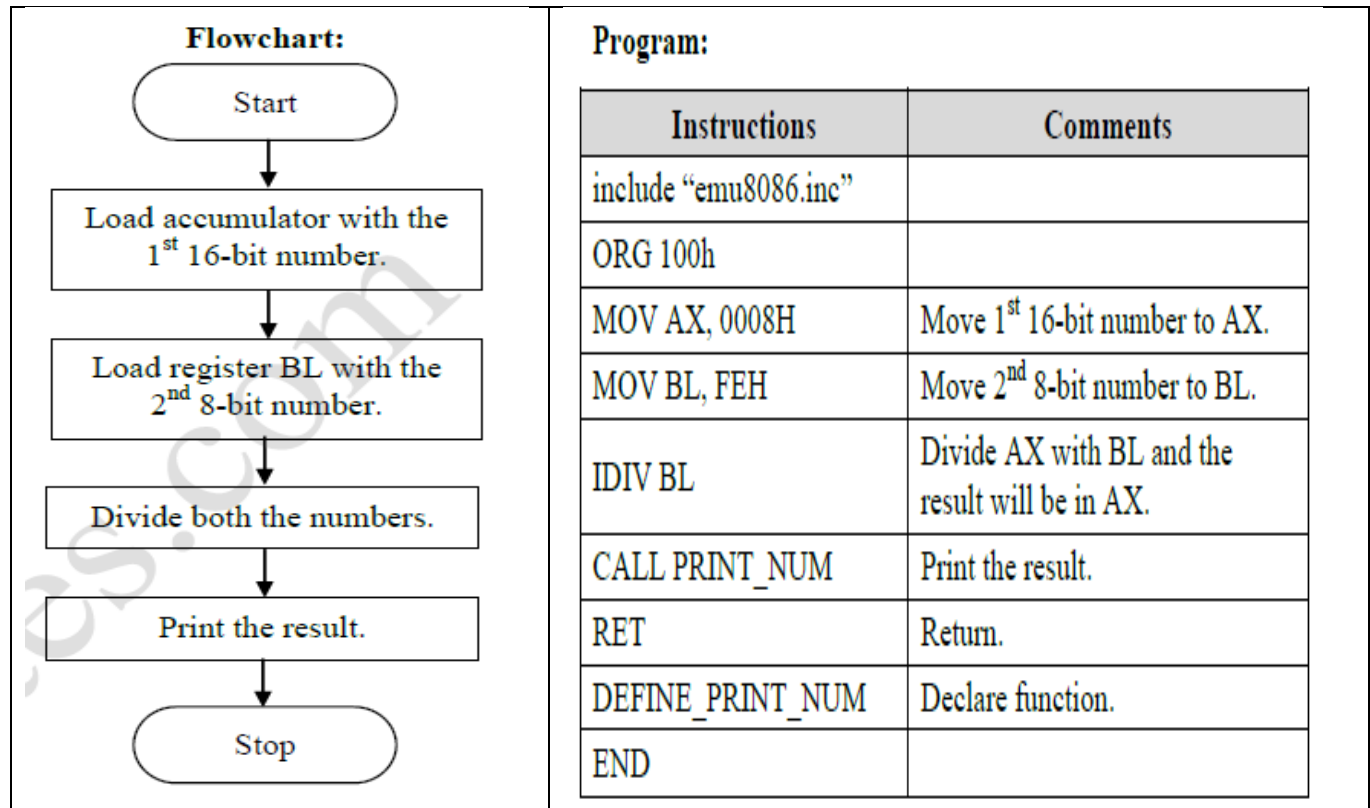 Flowchart:
Start
Load accumulator with the
1st 16-bit number.
Load register BL with the
2nd 8-bit number.
Divide both the numbers.
Print the result.
Stop
es.com
Program:
Instructions Comments
include “emu8086.inc”
ORG 100h
MOV AX, 0008H Move 1st 16-bit number to AX.
MOV BL, FEH Move 2nd 8-bit number to BL.
IDIV BL Divide AX with BL and the
result will be in AX.
CALL PRINT_NUM Print the result.
RET Return.
DEFINE_PRINT_NUM Declare function.
END